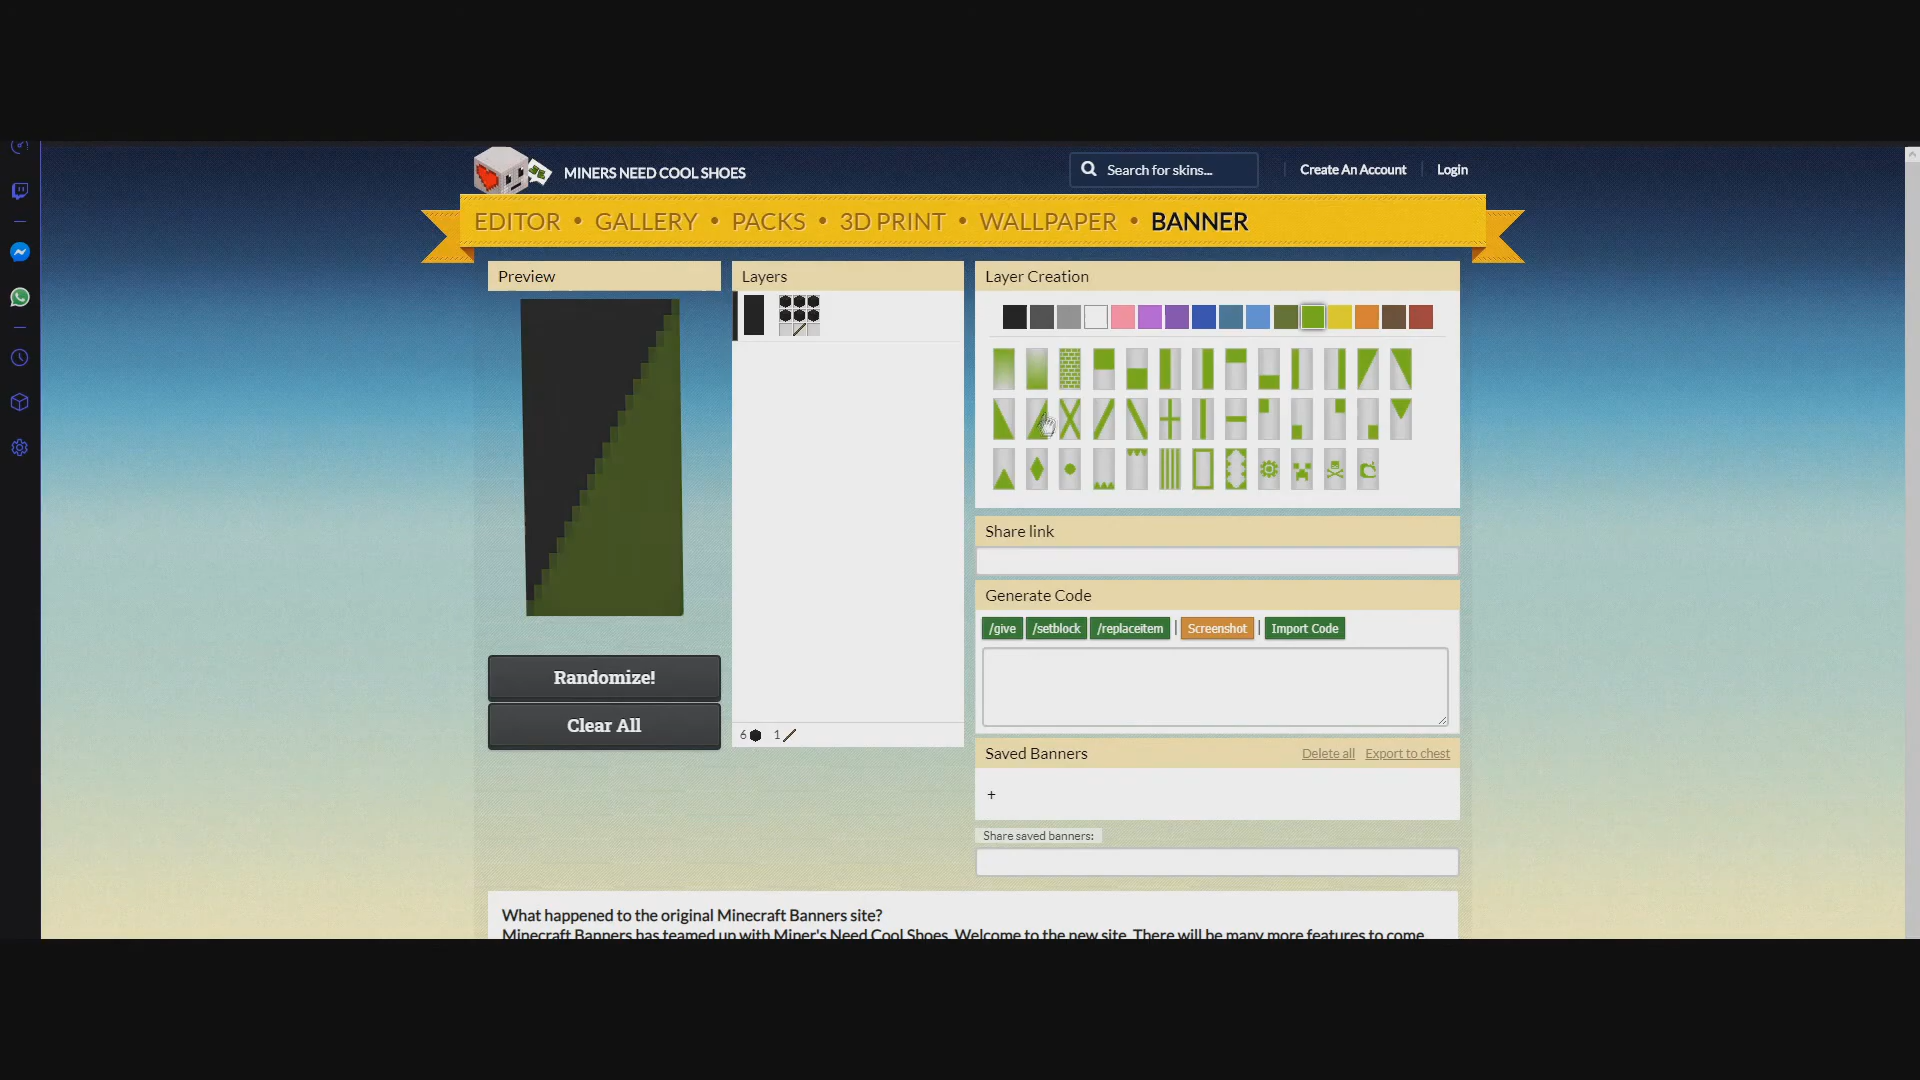 MINERS NEED COOL SHOES
Search for skins...
Create An Account
Login
EDITOR • GALLERY • PACKS • 3D PRINT • WALLPAPER • BANNER
Preview
Layers
Layer Creation
Share link
Generate Code
/give
/setblock
/replaceitem
|
Screenshot
|
Import Code
Randomize!
Clear All
6
1
Saved Banners
Delete all
Export to chest
+
Share saved banners:
What happened to the original Minecraft Banners site?
Minecraft Banners has teamed up with Miner's Need Cool Shoes. Welcome to the new site. There will be many more features to come.